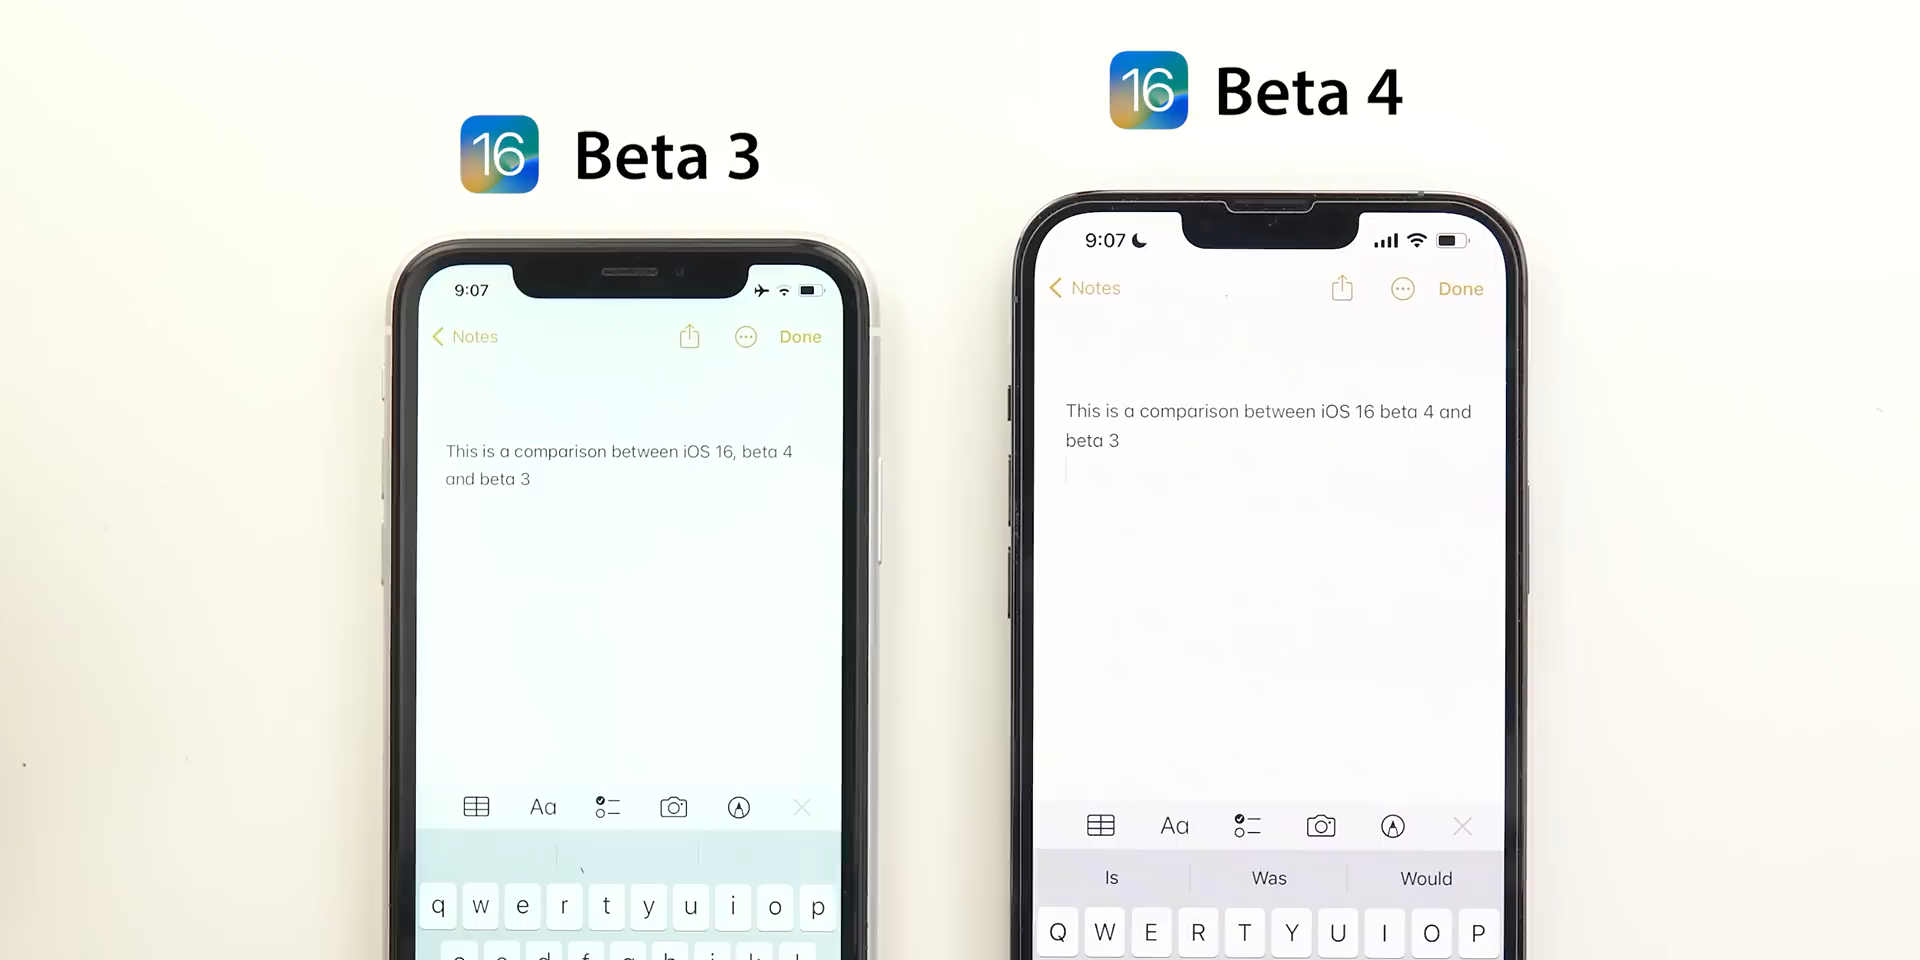 16 Beta 3
9:07
Notes
Done
This is a comparison between iOS 16, beta 4
and beta 3
Aa
q w e r t y u i o p
16 Beta 4
9:07
Notes
Done
This is a comparison between iOS 16 beta 4 and
beta 3
Aa
Is Was Would
Q W E R T Y U I O P